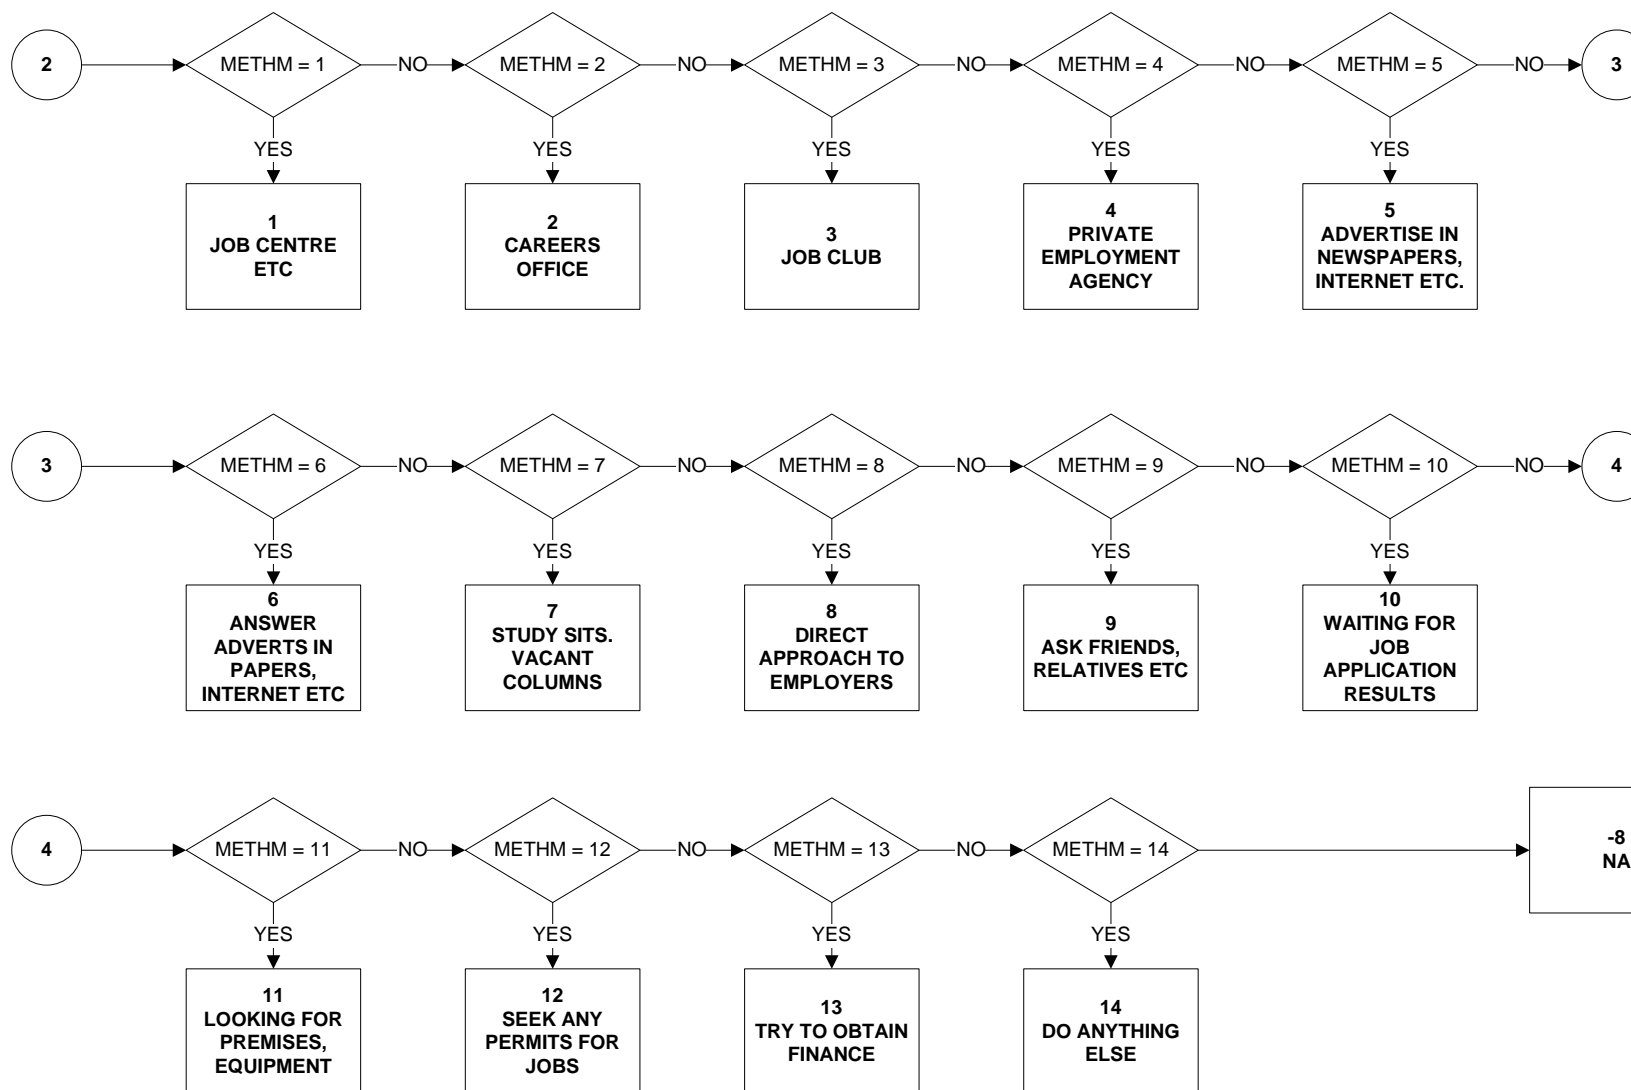 2
METHM = 1
NO
METHM = 2
NO
METHM = 3
NO
METHM = 4
NO
METHM = 5
NO
3
YES
YES
YES
YES
YES
1
JOB CENTRE
ETC
2
CAREERS
OFFICE
3
JOB CLUB
4
PRIVATE
EMPLOYMENT
AGENCY
5
ADVERTISE IN
NEWSPAPERS,
INTERNET ETC.
3
METHM = 6
NO
METHM = 7
NO
METHM = 8
NO
METHM = 9
NO
METHM = 10
NO
4
YES
YES
YES
YES
YES
6
ANSWER
ADVERTS IN
PAPERS,
INTERNET ETC
7
STUDY SITS.
VACANT
COLUMNS
8
DIRECT
APPROACH TO
EMPLOYERS
9
ASK FRIENDS,
RELATIVES ETC
10
WAITING FOR
JOB
APPLICATION
RESULTS
4
METHM = 11
NO
METHM = 12
NO
METHM = 13
NO
METHM = 14
-8
NA
YES
YES
YES
YES
11
LOOKING FOR
PREMISES,
EQUIPMENT
12
SEEK ANY
PERMITS FOR
JOBS
13
TRY TO OBTAIN
FINANCE
14
DO ANYTHING
ELSE